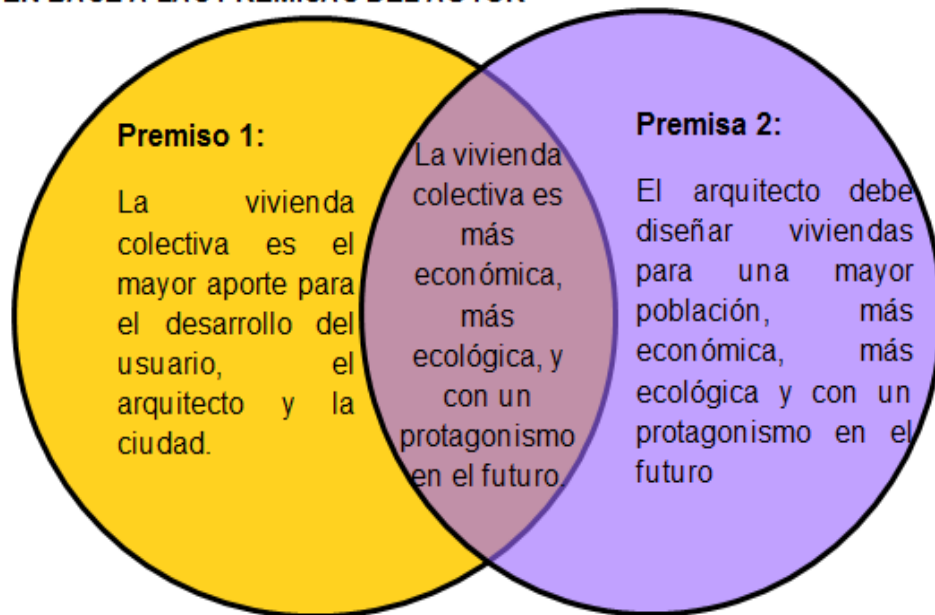 Premiso 1:
La vivienda
colectiva es el
mayor aporte para
el desarrollo del
usuario, el
arquitecto y la
ciudad.
La vivienda
colectiva es
más
económica,
más
ecológica, y
con un
protagonismo
en el futuro.
Premisa 2:
El arquitecto debe
diseñar viviendas
para una mayor
población, más
económica, más
ecológica y con un
protagonismo en el
futuro